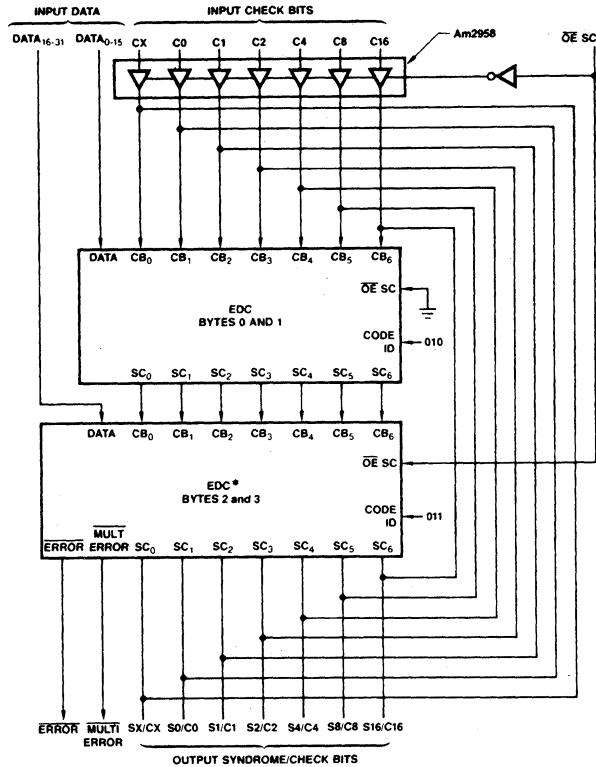 INPUT DATA
INPUT CHECK BITS
DATA16-31 DATA0-15 CX C0 C1 C2 C4 C8 C16
Am2958
OE SC
DATA CB0 CB1 CB2 CB3 CB4 CB5 CB6
OE SC
EDC
BYTES 0 AND 1
CODE
ID
010
SC0 SC1 SC2 SC3 SC4 SC5 SC6
DATA CB0 CB1 CB2 CB3 CB4 CB5 CB6
OE SC
EDC*
BYTES 2 and 3
CODE
ID
011
ERROR MULT
ERROR
SC0 SC1 SC2 SC3 SC4 SC5 SC6
ERROR MULTI
ERROR
SX/CX S0/C0 S1/C1 S2/C2 S4/C4 S8/C8 S16/C16
OUTPUT SYNDROME/CHECK BITS